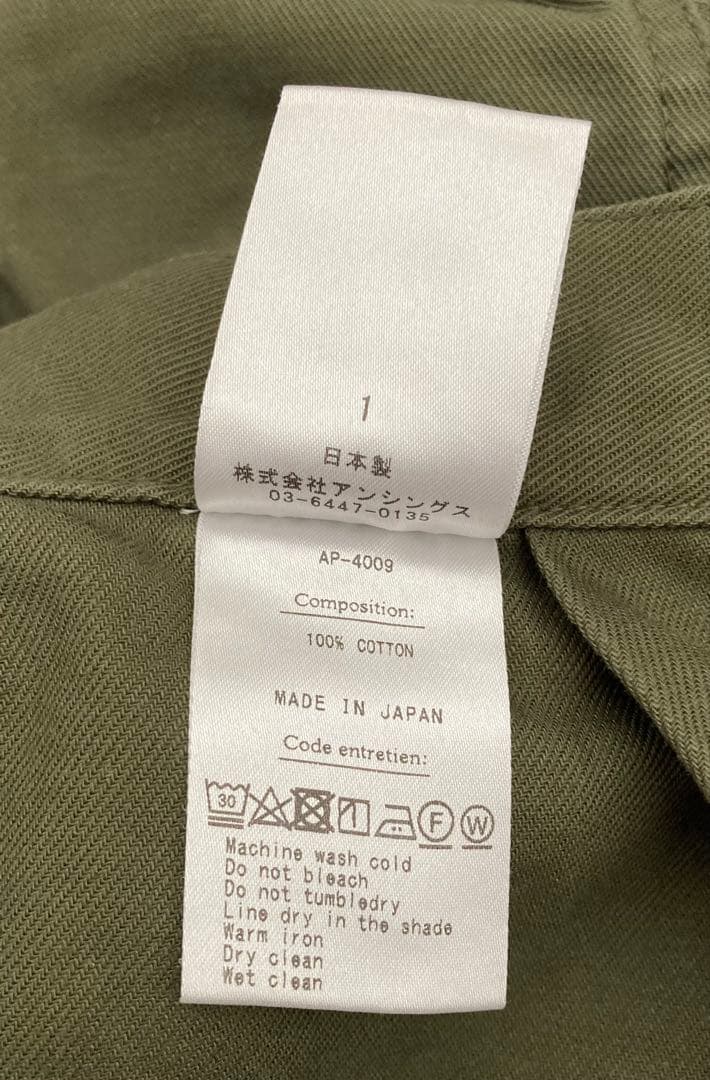 1
日本製
株式会社アンシングス
03-6447-0135
AP-4009
Composition:
100% COTTON
MADE IN JAPAN
Code entretien:
30 F W
Machine wash cold
Do not bleach
Do not tumbledry
Line dry in the shade
Warm iron
Dry clean
Wet clean